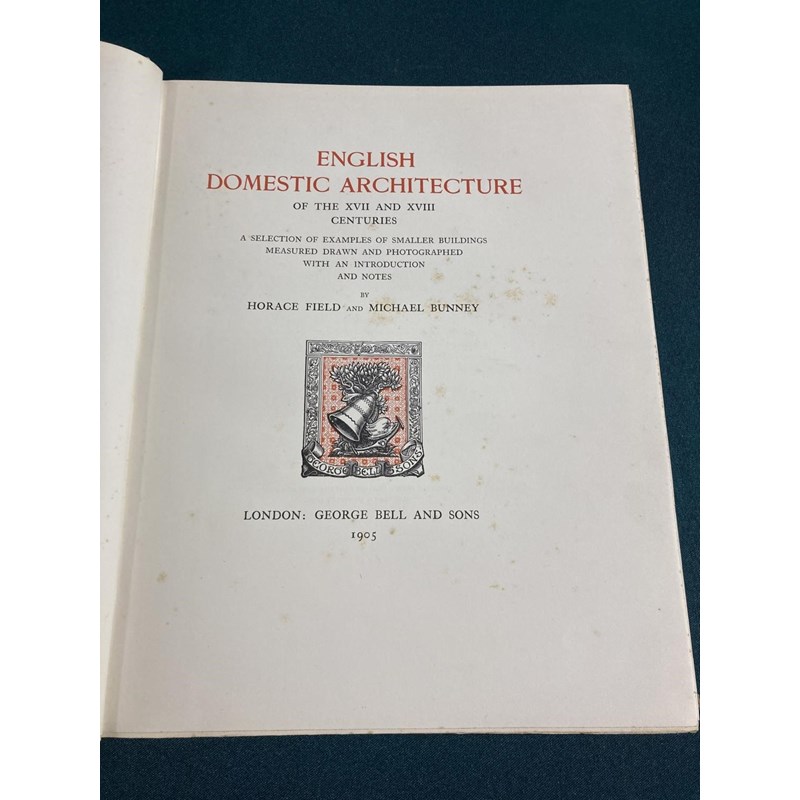 ENGLISH
DOMESTIC ARCHITECTURE
OF THE XVII AND XVIII
CENTURIES
A SELECTION OF EXAMPLES OF SMALLER BUILDINGS
MEASURED DRAWN AND PHOTOGRAPHED
WITH AN INTRODUCTION
AND NOTES
BY
HORACE FIELD AND MICHAEL BUNNEY
GEORGE BELL & SONS
LONDON: GEORGE BELL AND SONS
1905